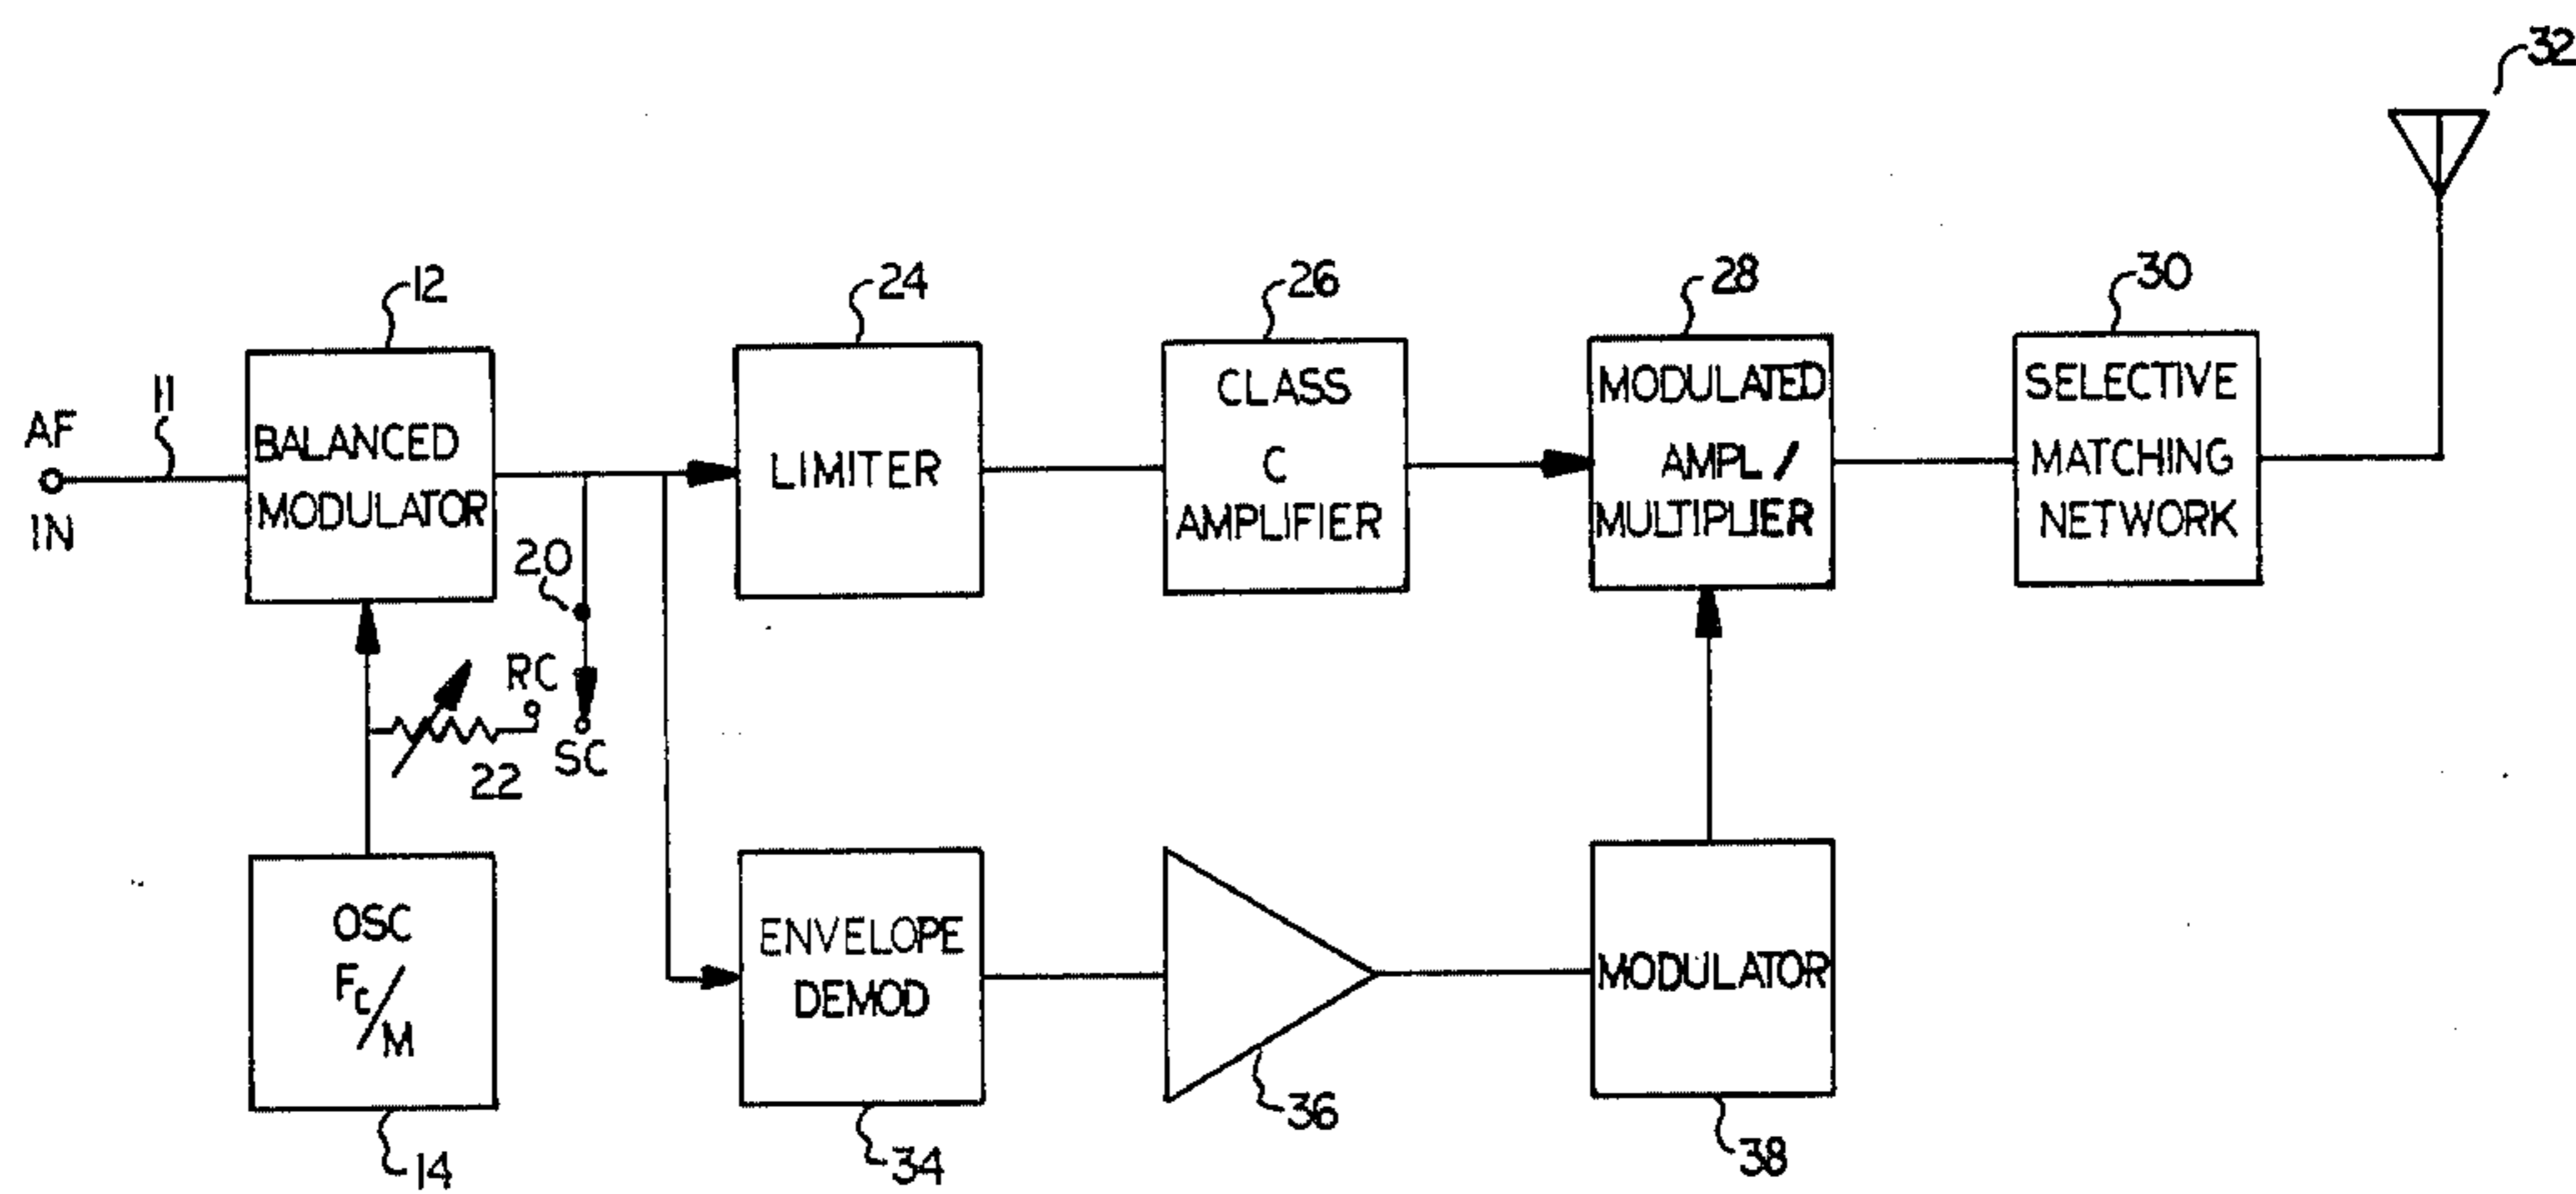 32
12
24
26
28
30
AF
IN
11
BALANCED
MODULATOR
LIMITER
CLASS
C
AMPLIFIER
MODULATED
AMPL/
MULTIPLIER
SELECTIVE
MATCHING
NETWORK
20
RC
SC
22
OSC
Fc/M
14
ENVELOPE
DEMOD
34
36
MODULATOR
38